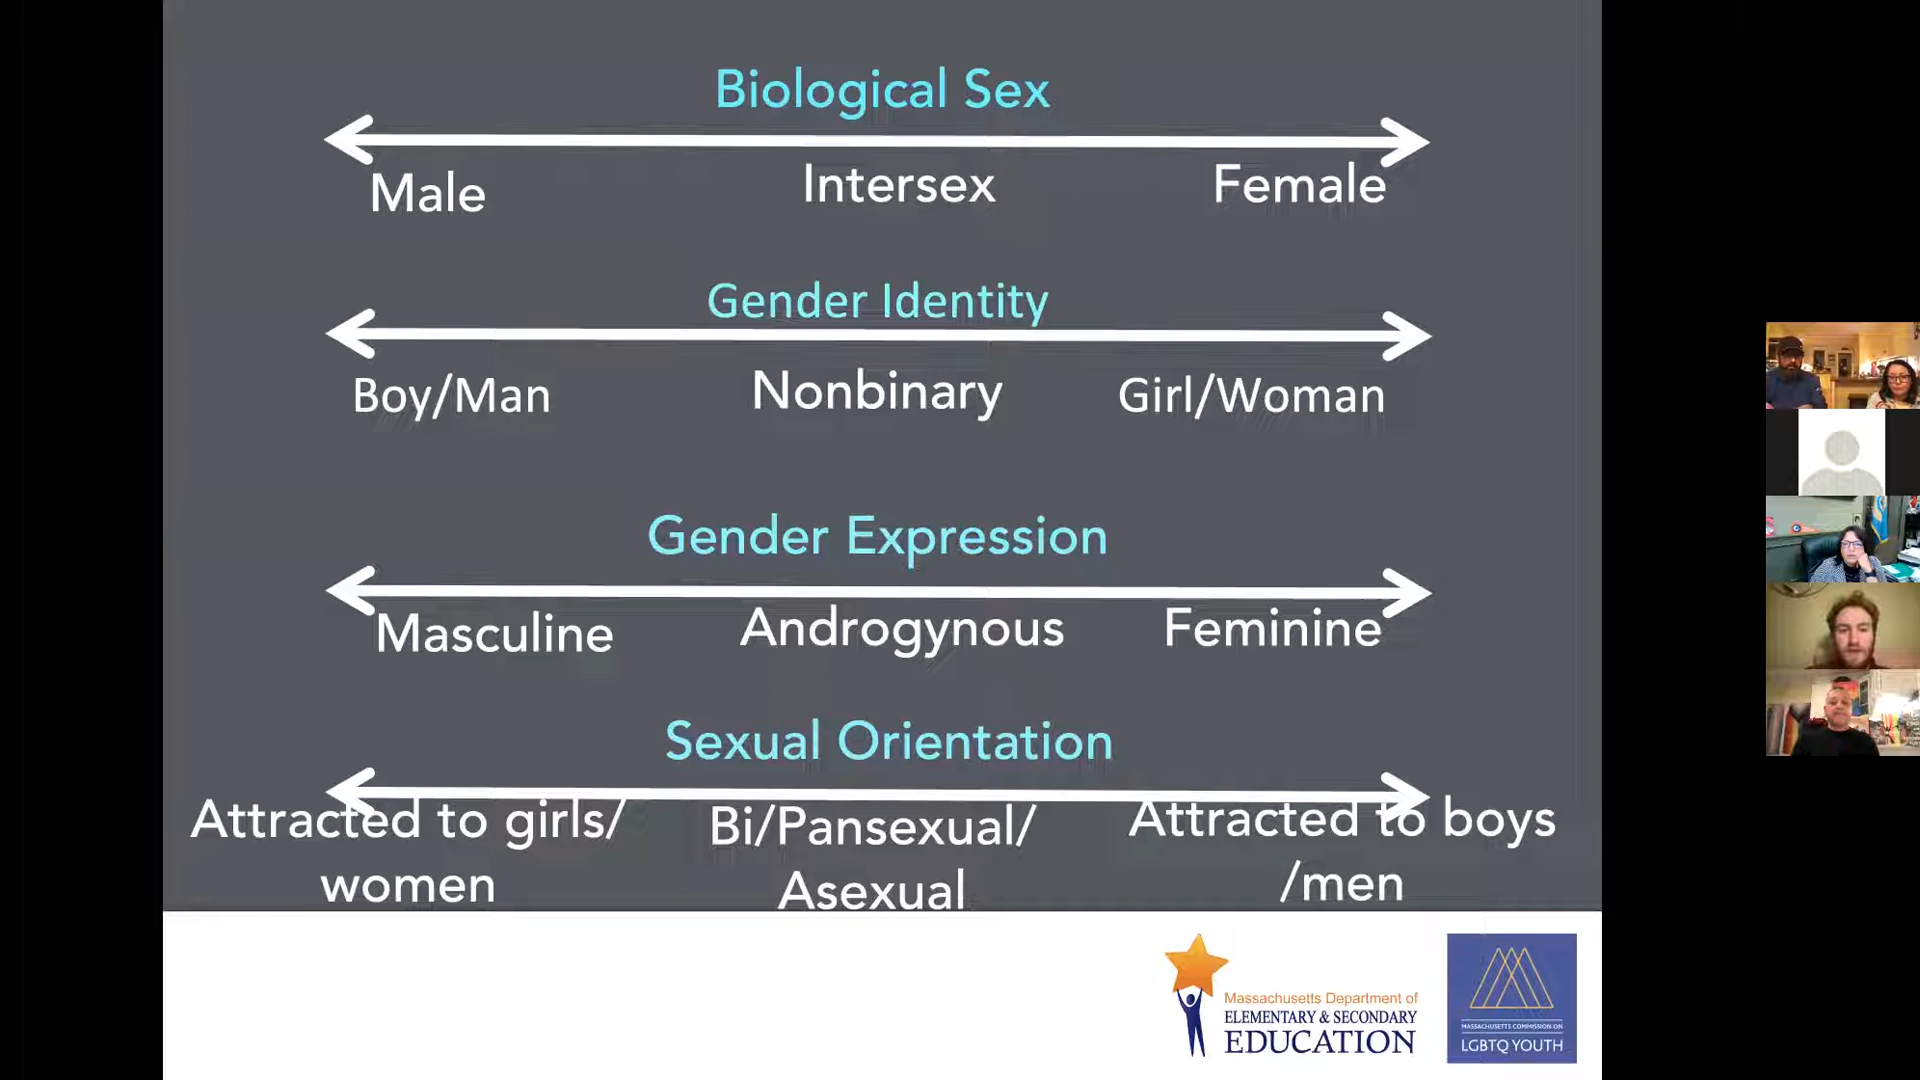 Biological Sex
Male Intersex Female
Gender Identity
Boy/Man Nonbinary Girl/Woman
Gender Expression
Masculine Androgynous Feminine
Sexual Orientation
Attracted to girls/ Bi/Pansexual/ Attracted to boys
women Asexual /men
Massachusetts Department of
ELEMENTARY & SECONDARY
EDUCATION
MASSACHUSETTS COMMISSION ON
LGBTQ YOUTH